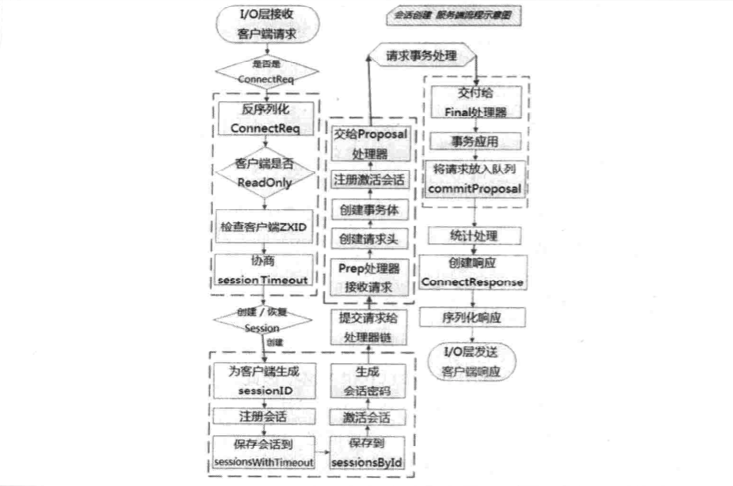 会话创建 服务端流程示意图
I/O层接收
客户端请求
是否是
ConnectReq
反序列化
ConnectReq
客户端是否
ReadOnly
检查客户端ZXID
协商
session Timeout
创建 / 恢复
Session
创建
为客户端生成
sessionID
注册会话
保存会话到
sessionsWithTimeout
保存到
sessionsById
激活会话
生成
会话密码
提交请求给
处理器链
Prep处理器
接收请求
创建请求头
创建事务体
注册激活会话
交给Proposal
处理器
请求事务处理
交付给
Final处理器
事务应用
将请求放入队列
commitProposal
统计处理
创建响应
ConnectResponse
序列化响应
I/O层发送
客户端响应